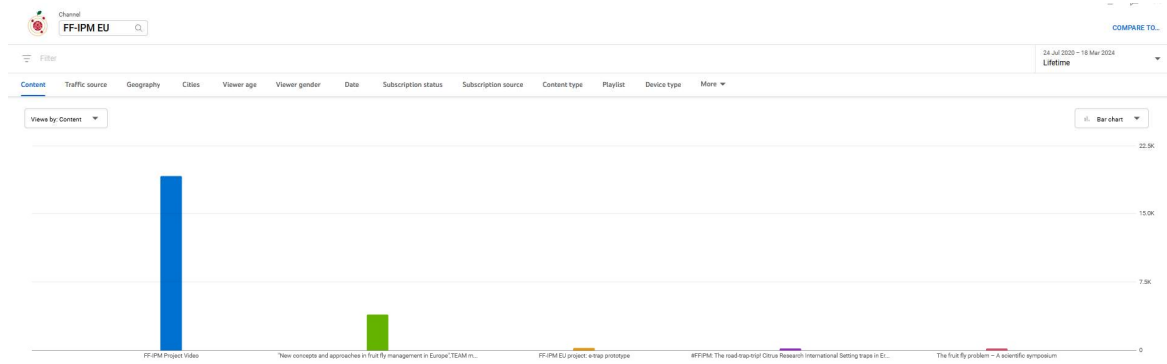 Channel
FF-IPM EU
COMPARE TO...
Filter
24 Jul 2020 – 18 Mar 2024
Lifetime
Content Traffic source Geography Cities Viewer age Viewer gender Date Subscription status Subscription source Content type Playlist Device type More
Views by: Content
Bar chart
22.5K
15.0K
7.5K
0
FF-IPM Project Video
"New concepts and approaches in fruit fly management in Europe",TEAM m...
FF-IPM EU project: e-trap prototype
#FFIPM: The road-trap-trip! Citrus Research International Setting traps in Er...
The fruit fly problem – A scientific symposium